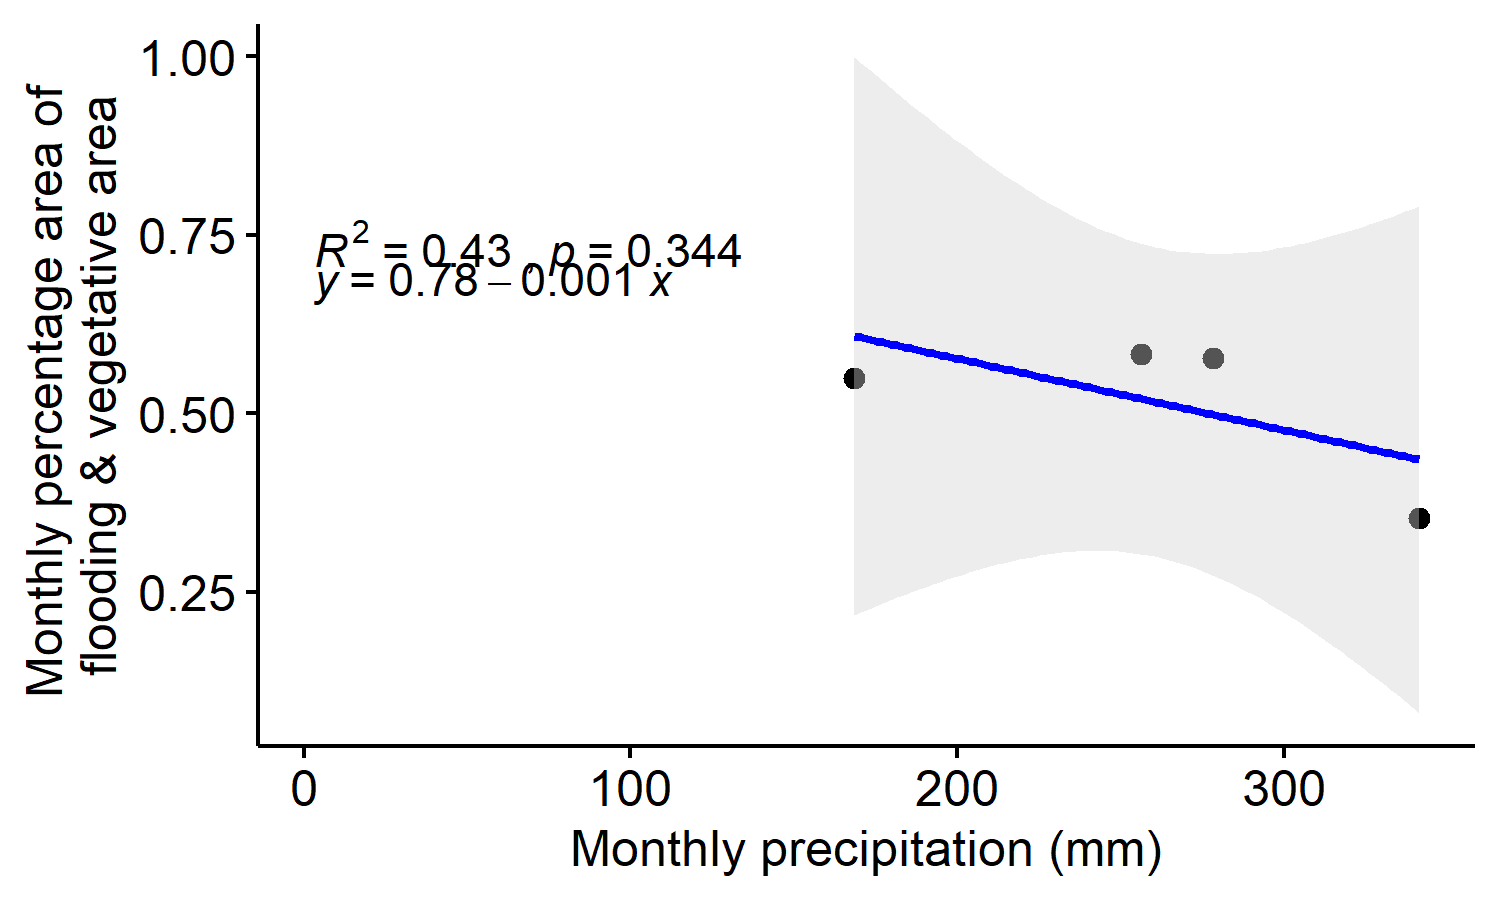 Monthly percentage area of
flooding & vegetative area
1.00
0.75
0.50
0.25
R² = 0.43 , p = 0.344
y = 0.78 − 0.001 x
0 100 200 300
Monthly precipitation (mm)